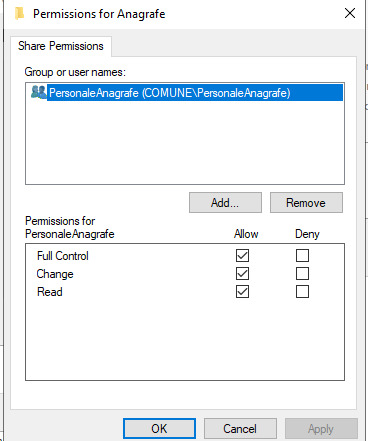 Permissions for Anagrafe
Share Permissions
Group or user names:
PersonaleAnagrafe (COMUNE\PersonaleAnagrafe)
Add...
Remove
Permissions for
PersonaleAnagrafe
Allow
Deny
Full Control
Change
Read
OK
Cancel
Apply